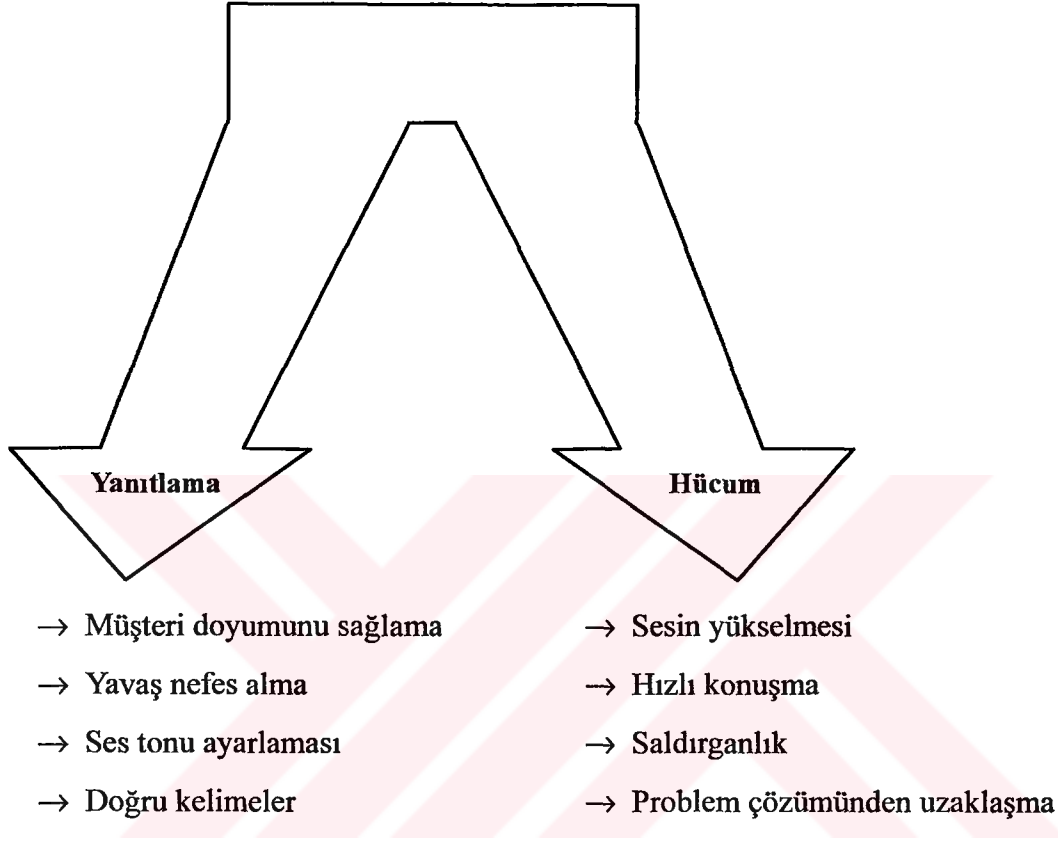 Yanıtlama
Hücum
→ Müşteri doyumunu sağlama
→ Yavaş nefes alma
→ Ses tonu ayarlaması
→ Doğru kelimeler
→ Sesin yükselmesi
→ Hızlı konuşma
→ Saldırganlık
→ Problem çözümünden uzaklaşma